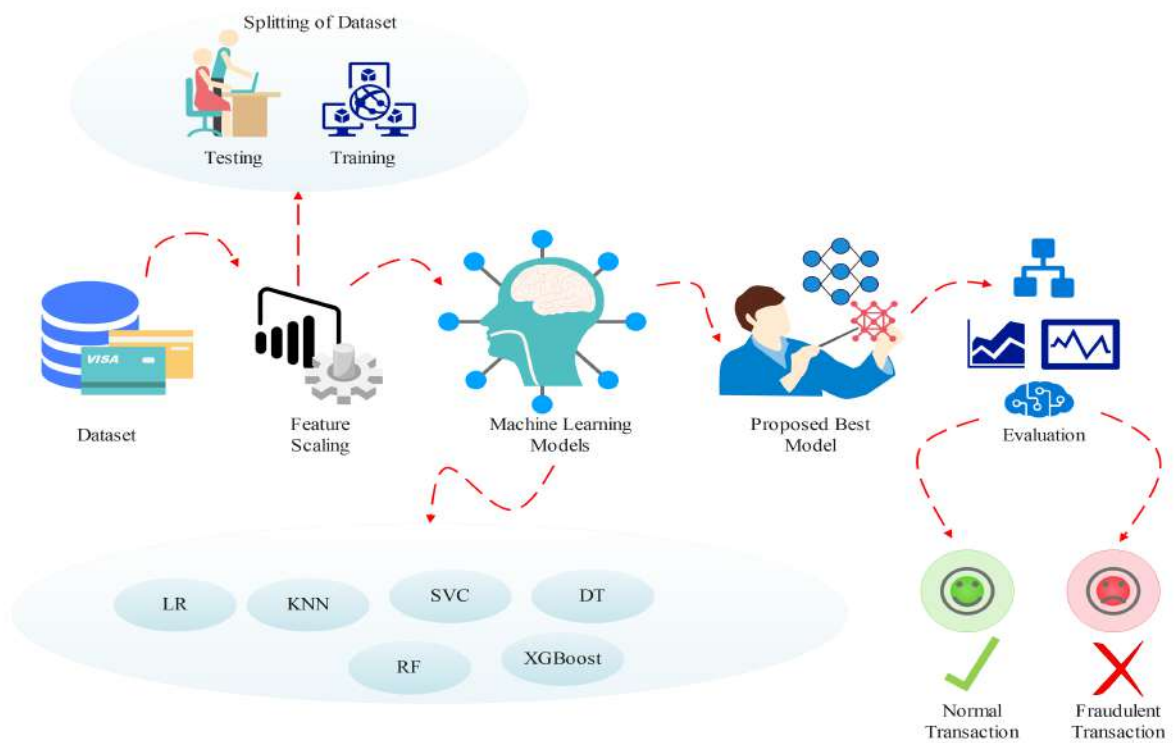 Splitting of Dataset
Testing
Training
VISA
Dataset
Feature
Scaling
Machine Learning
Models
Proposed Best
Model
Evaluation
LR
KNN
SVC
DT
RF
XGBoost
Normal
Transaction
Fraudulent
Transaction